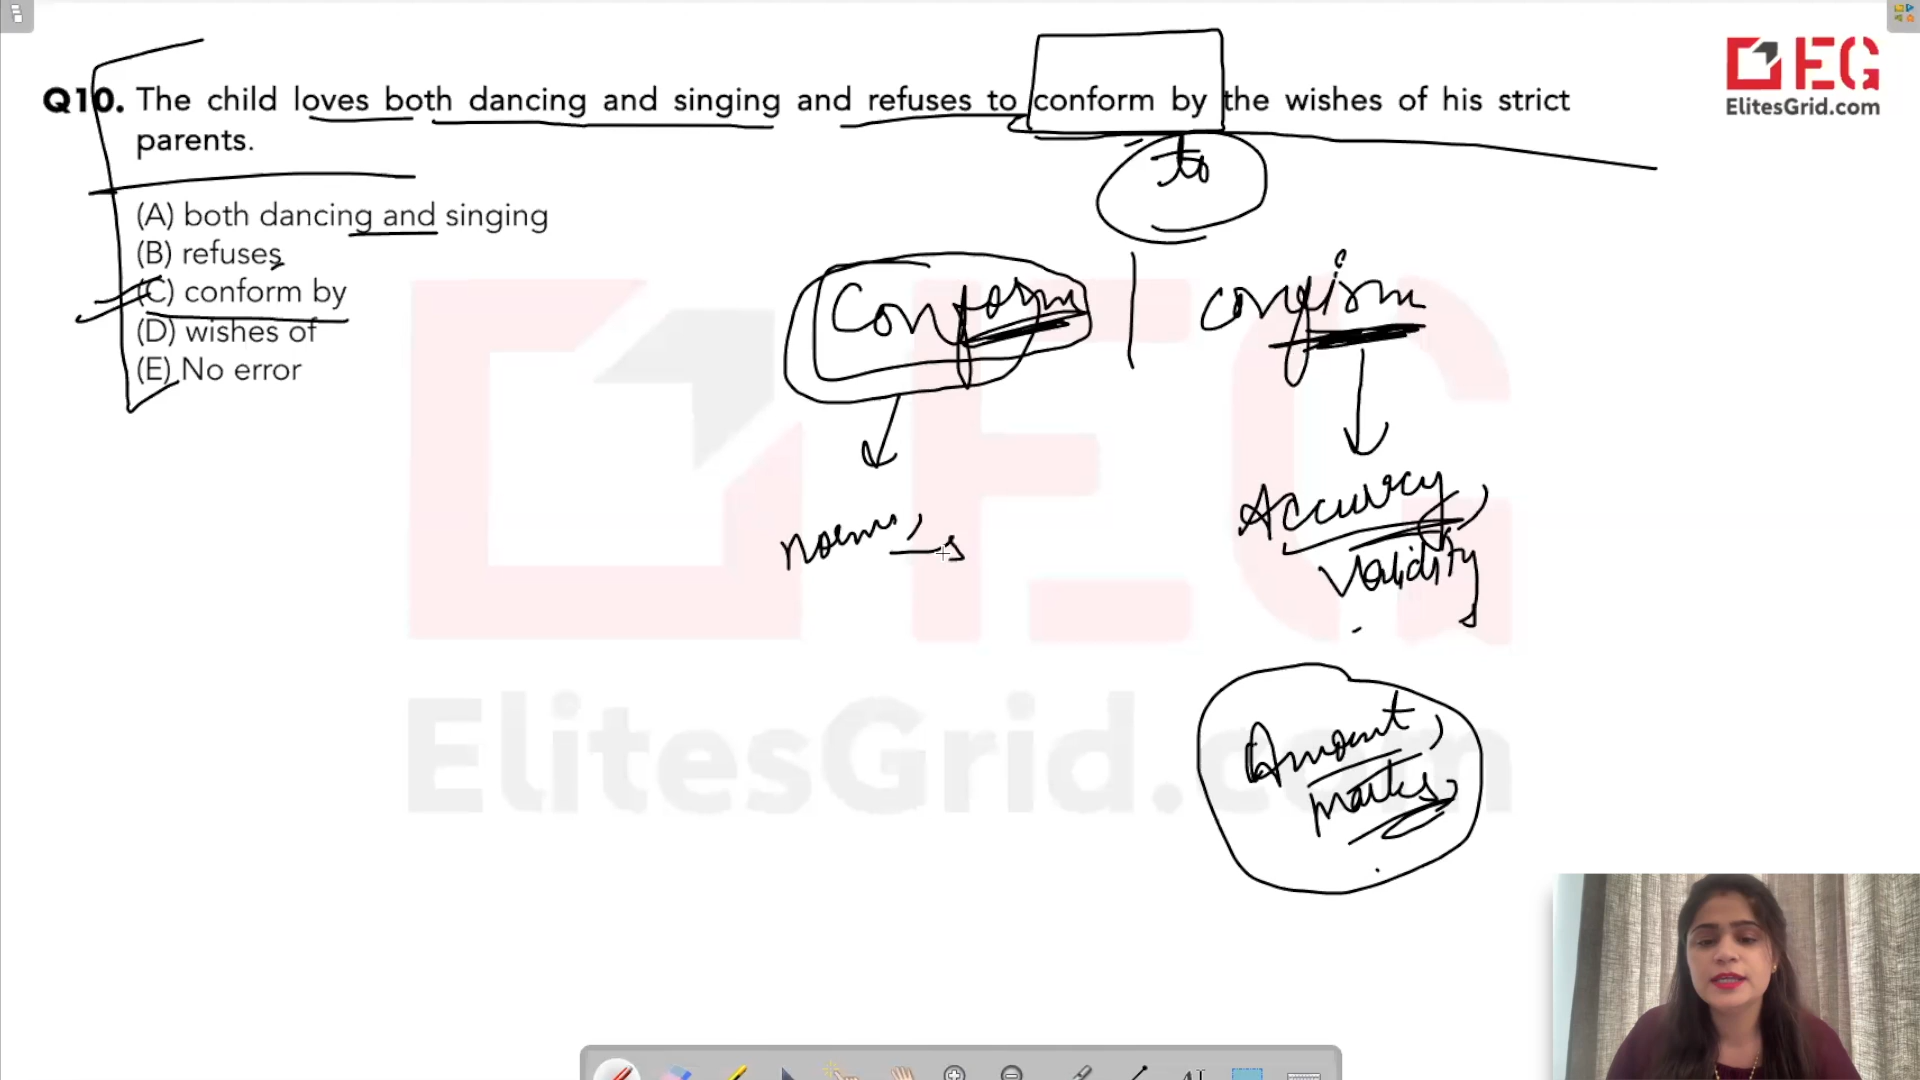 Q10. The child loves both dancing and singing and refuses to conform by the wishes of his strict
parents.
to
(A) both dancing and singing
(B) refuses
(C) conform by
(D) wishes of
(E) No error
EG
ElitesGrid.com
Conform
confirm
norms,
Accuracy,
Validity
Amount,
marks
ElitesGrid.com